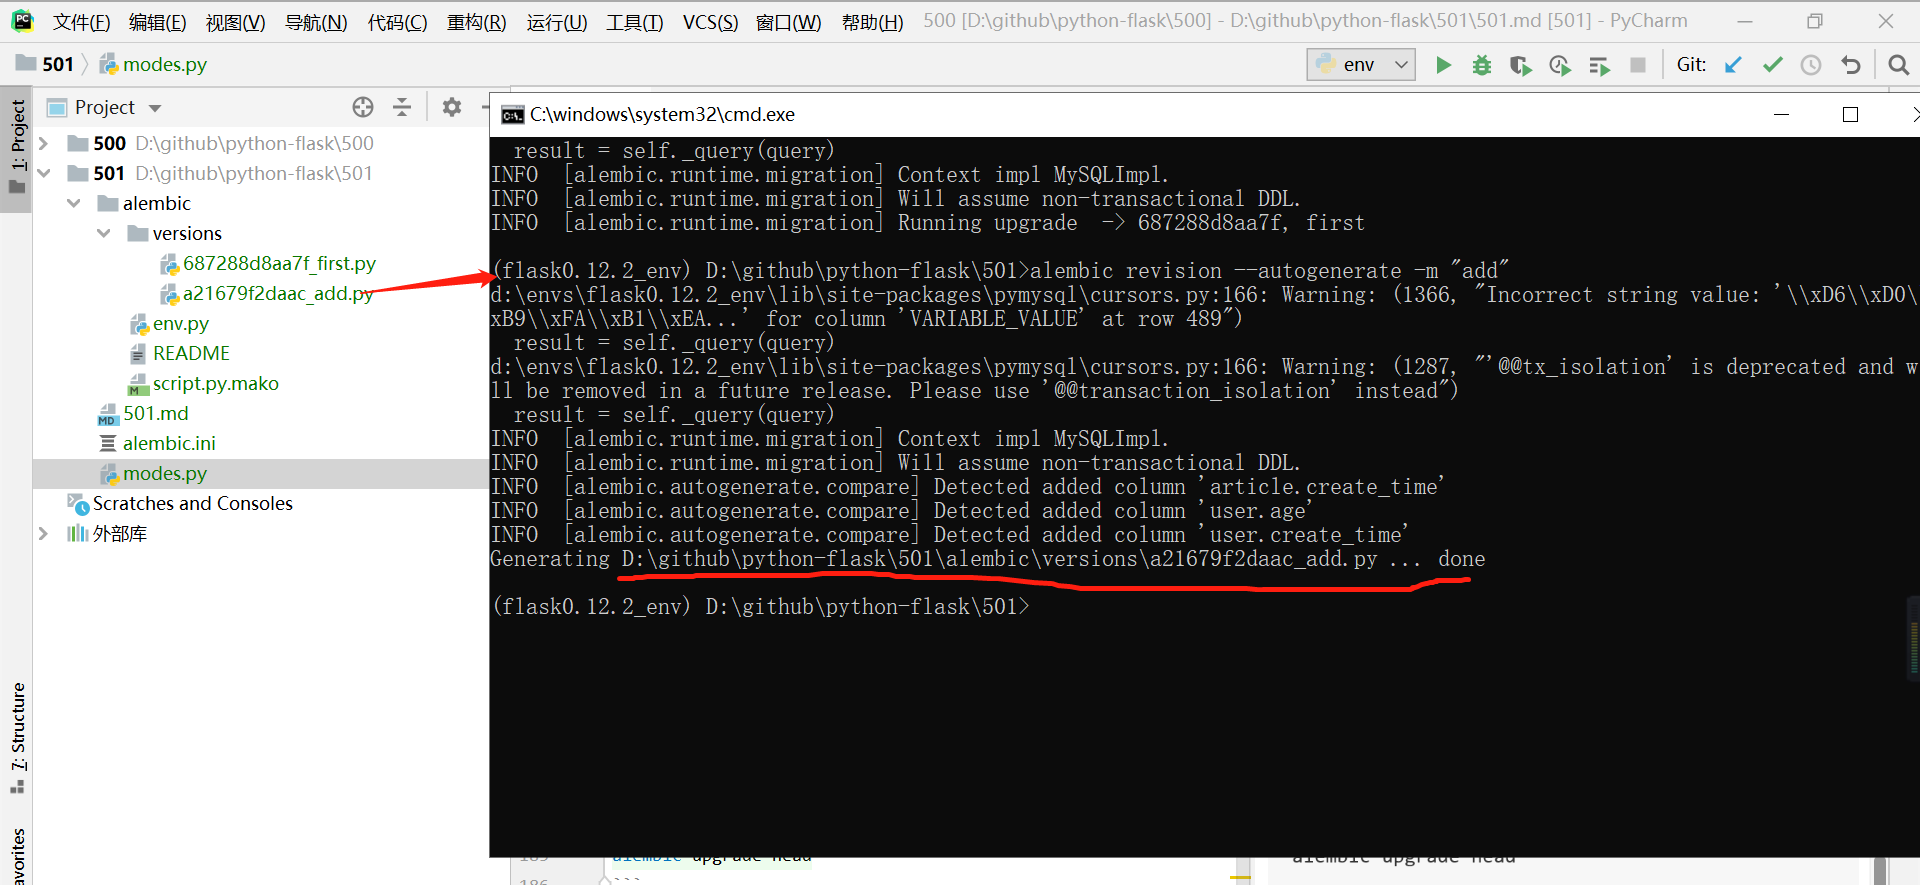 文件(F) 编辑(E) 视图(V) 导航(N) 代码(C) 重构(R) 运行(U) 工具(T) VCS(S) 窗口(W) 帮助(H) 500 [D:\github\python-flask\500] - D:\github\python-flask\501\501.md [501] - PyCharm
501 modes.py env Git:
1: Project
Project
500 D:\github\python-flask\500
501 D:\github\python-flask\501
alembic
versions
687288d8aa7f_first.py
a21679f2daac_add.py
env.py
README
script.py.mako
501.md
alembic.ini
modes.py
Scratches and Consoles
外部库
7: Structure
avorites
C:\windows\system32\cmd.exe
result = self._query(query)
INFO [alembic.runtime.migration] Context impl MySQLImpl.
INFO [alembic.runtime.migration] Will assume non-transactional DDL.
INFO [alembic.runtime.migration] Running upgrade -> 687288d8aa7f, first
(flask0.12.2_env) D:\github\python-flask\501>alembic revision --autogenerate -m "add"
d:\envs\flask0.12.2_env\lib\site-packages\pymysql\cursors.py:166: Warning: (1366, "Incorrect string value: '\\xD6\\xD0\
xB9\\xFA\\xB1\\xEA...' for column 'VARIABLE_VALUE' at row 489")
result = self._query(query)
d:\envs\flask0.12.2_env\lib\site-packages\pymysql\cursors.py:166: Warning: (1287, "'@@tx_isolation' is deprecated and w
ll be removed in a future release. Please use '@@transaction_isolation' instead")
result = self._query(query)
INFO [alembic.runtime.migration] Context impl MySQLImpl.
INFO [alembic.runtime.migration] Will assume non-transactional DDL.
INFO [alembic.autogenerate.compare] Detected added column 'article.create_time'
INFO [alembic.autogenerate.compare] Detected added column 'user.age'
INFO [alembic.autogenerate.compare] Detected added column 'user.create_time'
Generating D:\github\python-flask\501\alembic\versions\a21679f2daac_add.py ... done
(flask0.12.2_env) D:\github\python-flask\501>
alembic upgrade head
alembic upgrade head
```